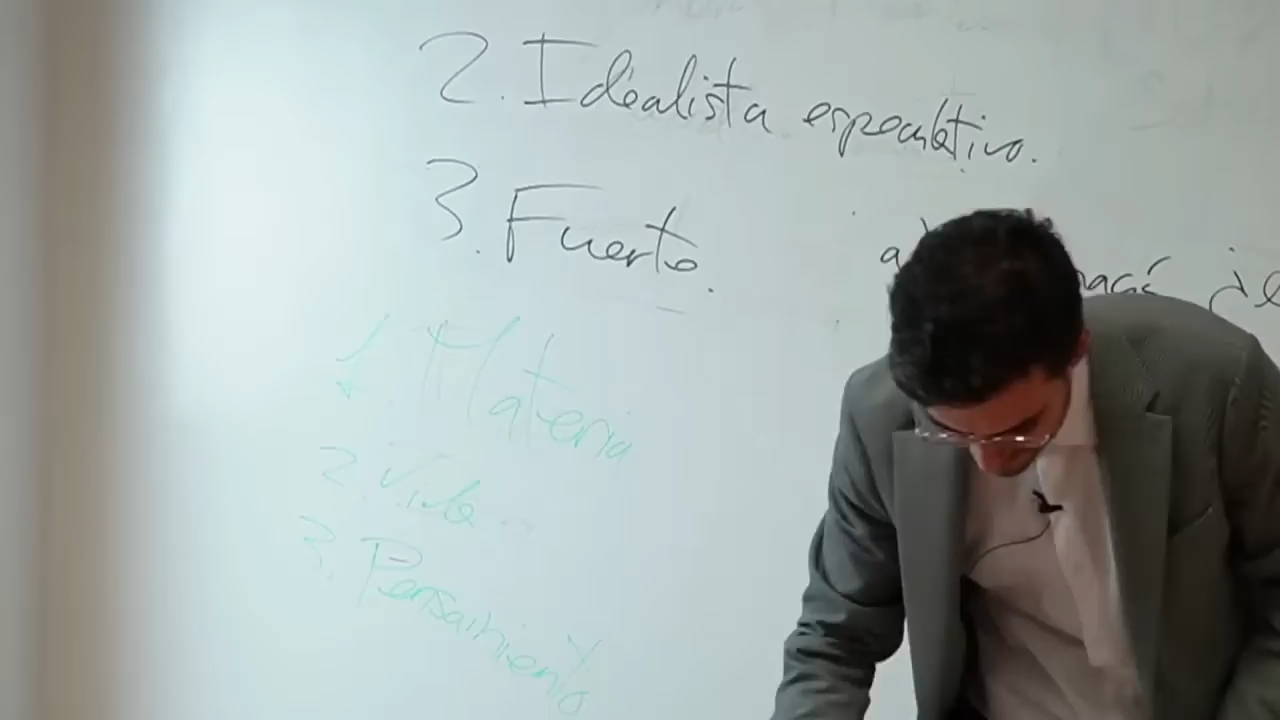 2. Idealista especulativo.
3. Fuerte.
1. Materia
2. Vida
3. Pensamiento